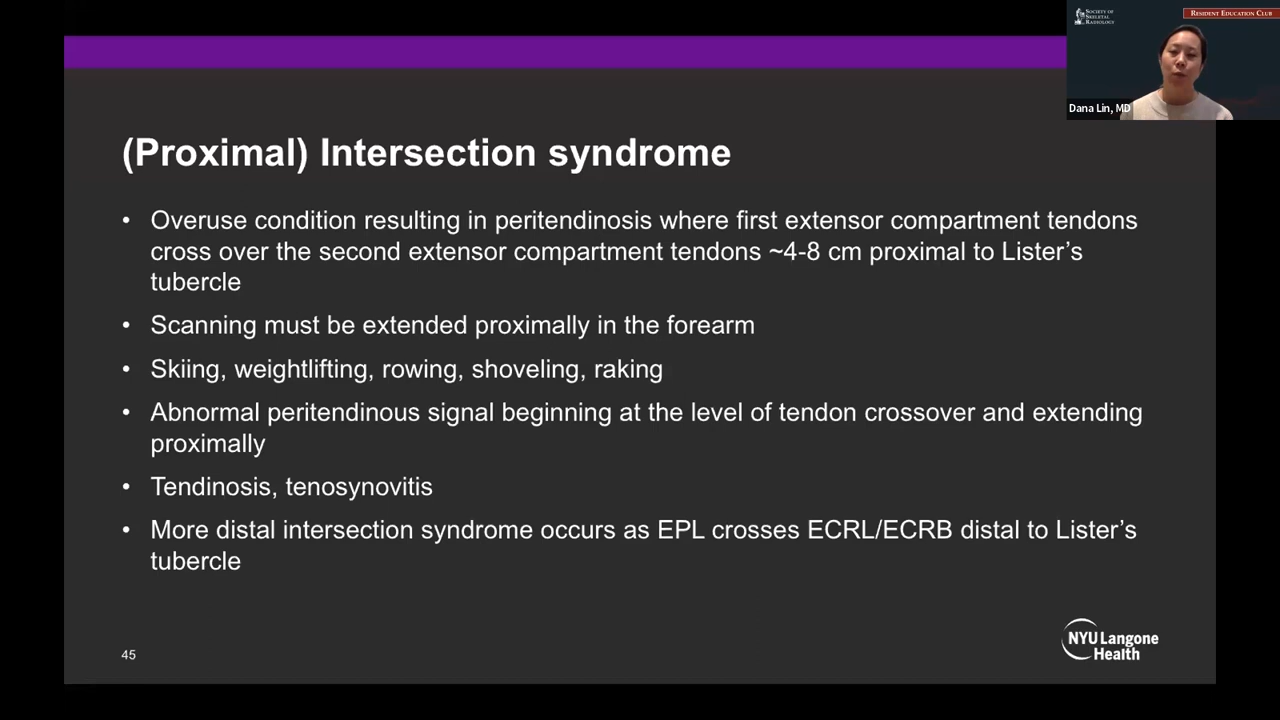 SOCIETY OF
SKELETAL
RADIOLOGY
RESIDENT EDUCATION CLUB
Dana Lin, MD
(Proximal) Intersection syndrome
• Overuse condition resulting in peritendinosis where first extensor compartment tendons
cross over the second extensor compartment tendons ~4-8 cm proximal to Lister’s
tubercle
• Scanning must be extended proximally in the forearm
• Skiing, weightlifting, rowing, shoveling, raking
• Abnormal peritendinous signal beginning at the level of tendon crossover and extending
proximally
• Tendinosis, tenosynovitis
• More distal intersection syndrome occurs as EPL crosses ECRL/ECRB distal to Lister’s
tubercle
45
NYU Langone
Health